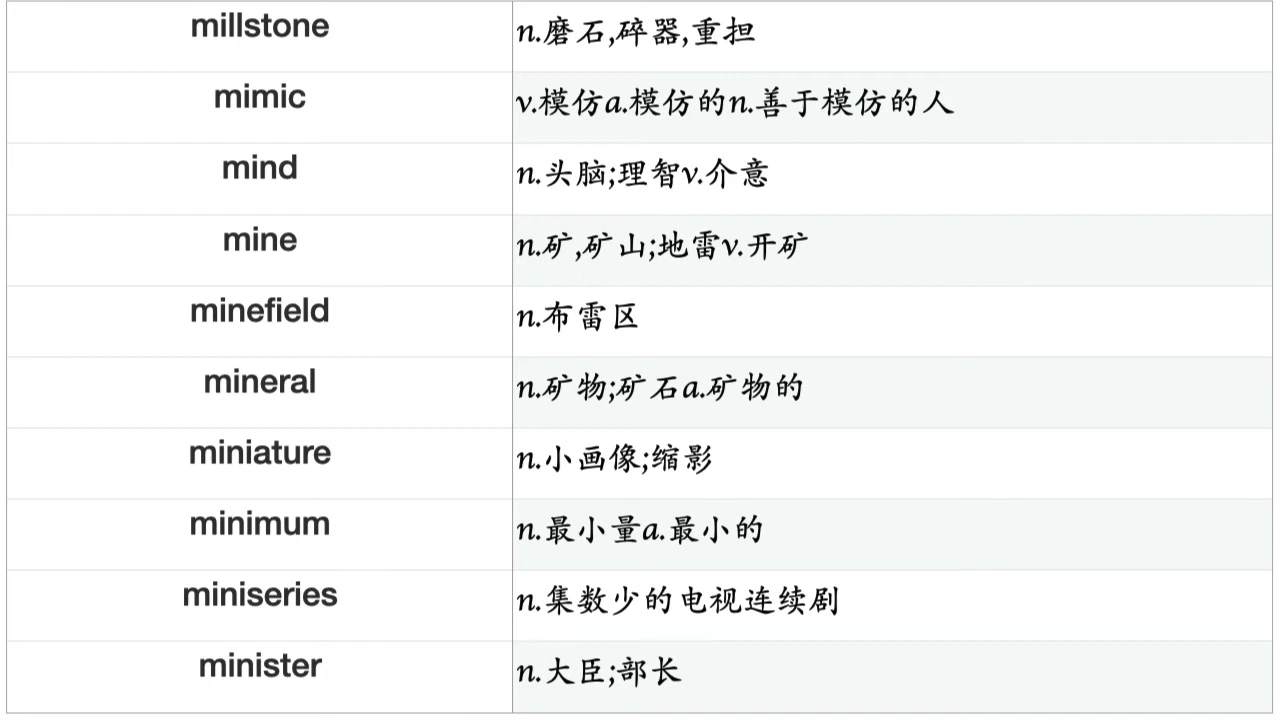 millstone n.磨石,碎器,重担
mimic v.模仿a.模仿的n.善于模仿的人
mind n.头脑;理智v.介意
mine n.矿,矿山;地雷v.开矿
minefield n.布雷区
mineral n.矿物;矿石a.矿物的
miniature n.小画像;缩影
minimum n.最小量a.最小的
miniseries n.集数少的电视连续剧
minister n.大臣;部长